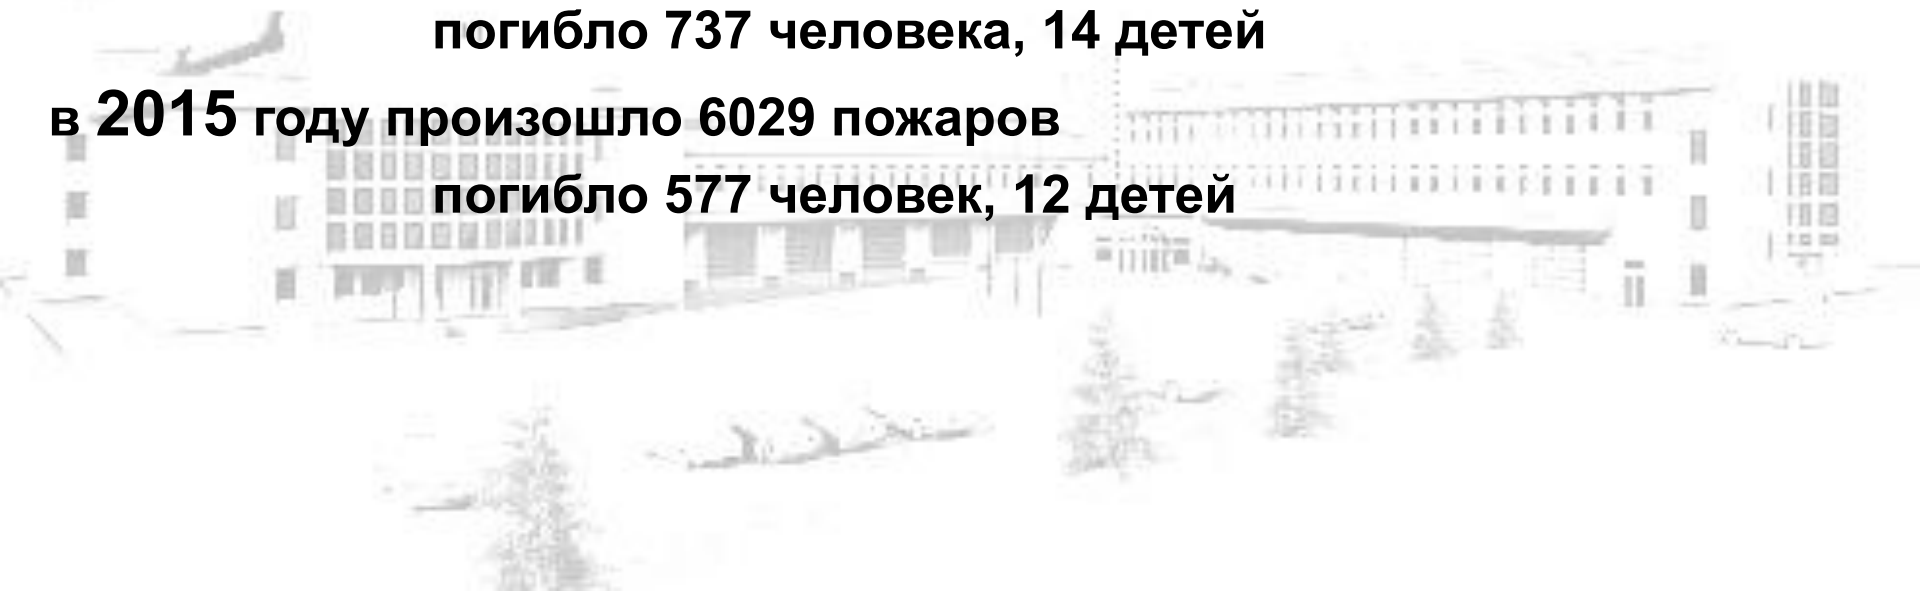 погибло 737 человека, 14 детей
в 2015 году произошло 6029 пожаров
погибло 577 человек, 12 детей